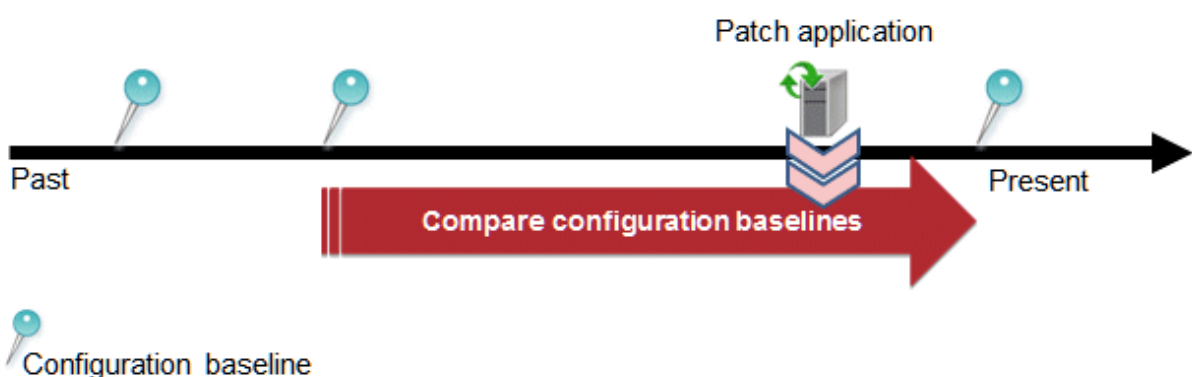 Patch application
Past
Present
Compare configuration baselines
Configuration baseline